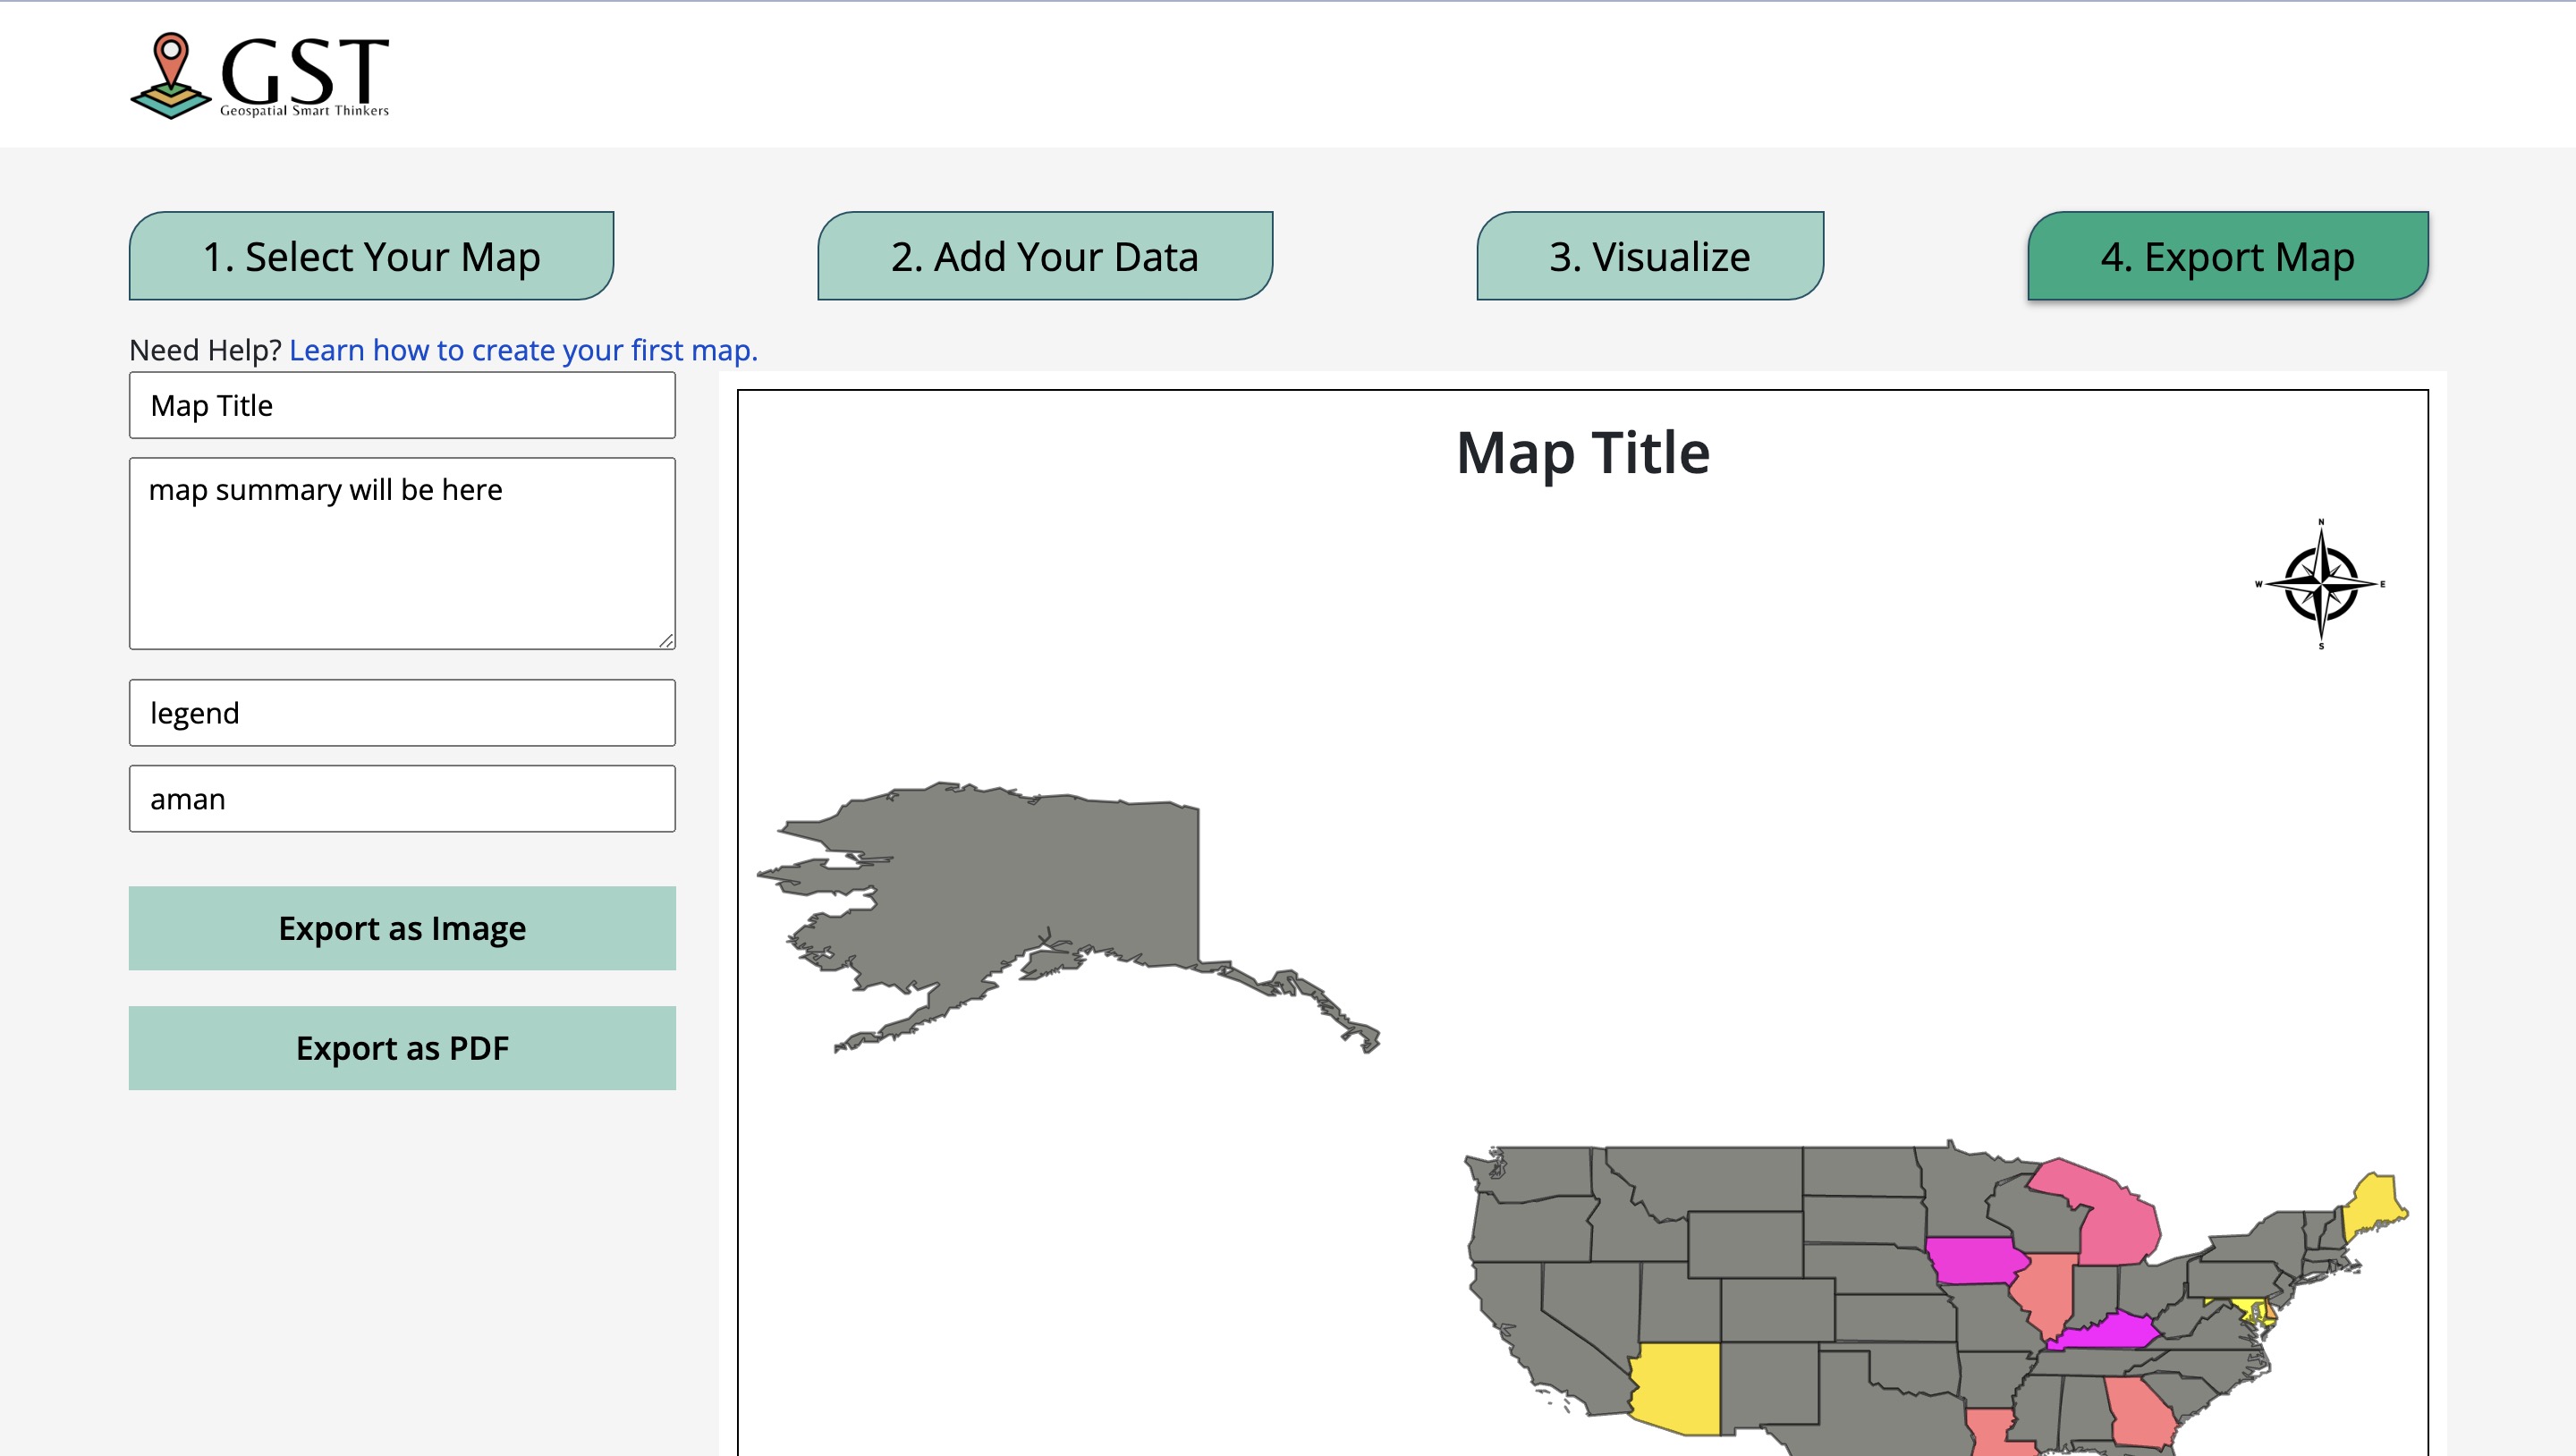 GST
Geospatial Smart Thinkers
1. Select Your Map
2. Add Your Data
3. Visualize
4. Export Map
Need Help? Learn how to create your first map.
Map Title
map summary will be here
legend
aman
Export as Image
Export as PDF
Map Title
N
W
E
S